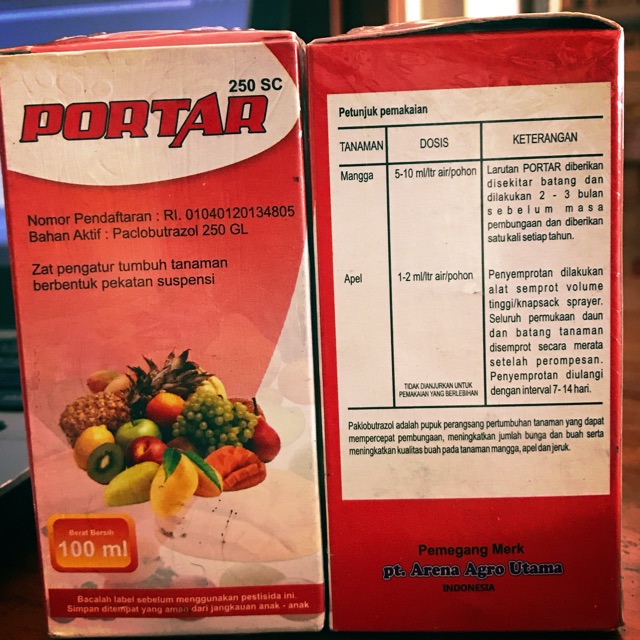 250 SC
PORTAR
Nomor Pendaftaran : RI. 01040120134805
Bahan Aktif : Paclobutrazol 250 GL
Zat pengatur tumbuh tanaman
berbentuk pekatan suspensi
Berat Bersih
100 ml
Bacalah label sebelum menggunakan pestisida ini.
Simpan ditempat yang aman dari jangkauan anak - anak
Petunjuk pemakaian
TANAMAN DOSIS KETERANGAN
Mangga 5-10 ml/ltr air/pohon Larutan PORTAR diberikan
disekitar batang dan
dilakukan 2 - 3 bulan
sebelum masa
pembungaan dan diberikan
satu kali setiap tahun.
Apel 1-2 ml/ltr air/pohon Penyemprotan dilakukan
alat semprot volume
tinggi/knapsack sprayer.
Seluruh permukaan daun
dan batang tanaman
disemprot secara merata
setelah perompesan.
Penyemprotan diulangi
dengan interval 7- 14 hari.
TIDAK DIANJURKAN UNTUK
PEMAKAIAN YANG BERLEBIHAN
Paklobutrazol adalah pupuk perangsang pertumbuhan tanaman yang dapat
mempercepat pembungaan, meningkatkan jumlah bunga dan buah serta
meningkatkan kualitas buah pada tanaman mangga, apel dan jeruk.
Pemegang Merk
pt. Arena Agro Utama
INDONESIA